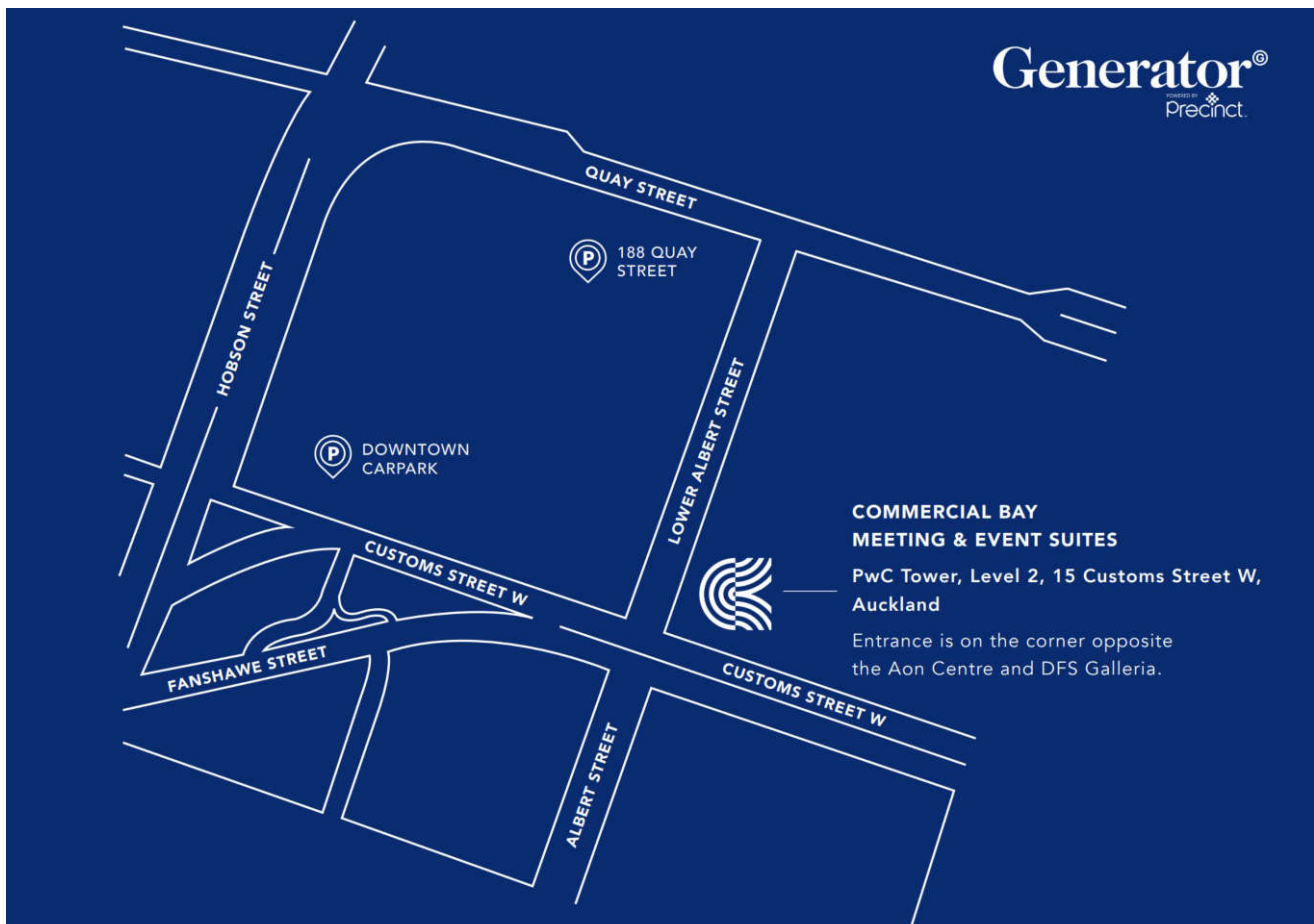 Generator G
POWERED BY
Precinct.
QUAY STREET
P
188 QUAY
STREET
HOBSON STREET
LOWER ALBERT STREET
P
DOWNTOWN
CARPARK
COMMERCIAL BAY
MEETING & EVENT SUITES
PwC Tower, Level 2, 15 Customs Street W,
Auckland
Entrance is on the corner opposite
the Aon Centre and DFS Galleria.
CUSTOMS STREET W
FANSHAWE STREET
CUSTOMS STREET W
ALBERT STREET